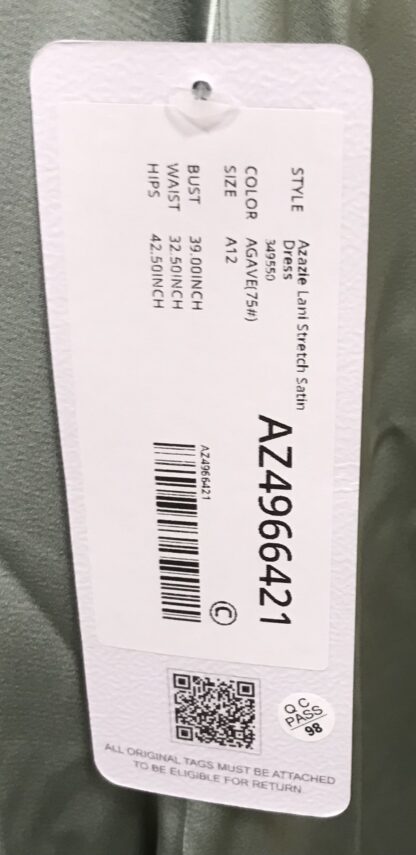 STYLE Azazie Lani Stretch Satin
Dress
349550
COLOR AGAVE(75#)
SIZE A12
BUST 39.00INCH
WAIST 32.50INCH
HIPS 42.50INCH
AZ4966421
AZ4966421
©
QC
PASS
98
ALL ORIGINAL TAGS MUST BE ATTACHED
TO BE ELIGIBLE FOR RETURN